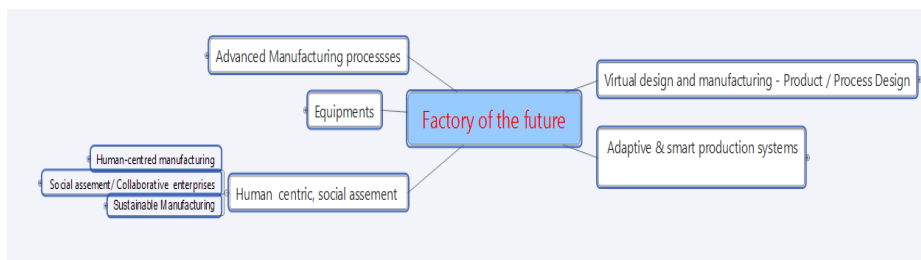 Advanced Manufacturing processses
Equipments
Human-centred manufacturing
Social assement/ Collaborative enterprises
Sustainable Manufacturing
Human centric, social assement
Factory of the future
Virtual design and manufacturing - Product / Process Design
Adaptive & smart production systems